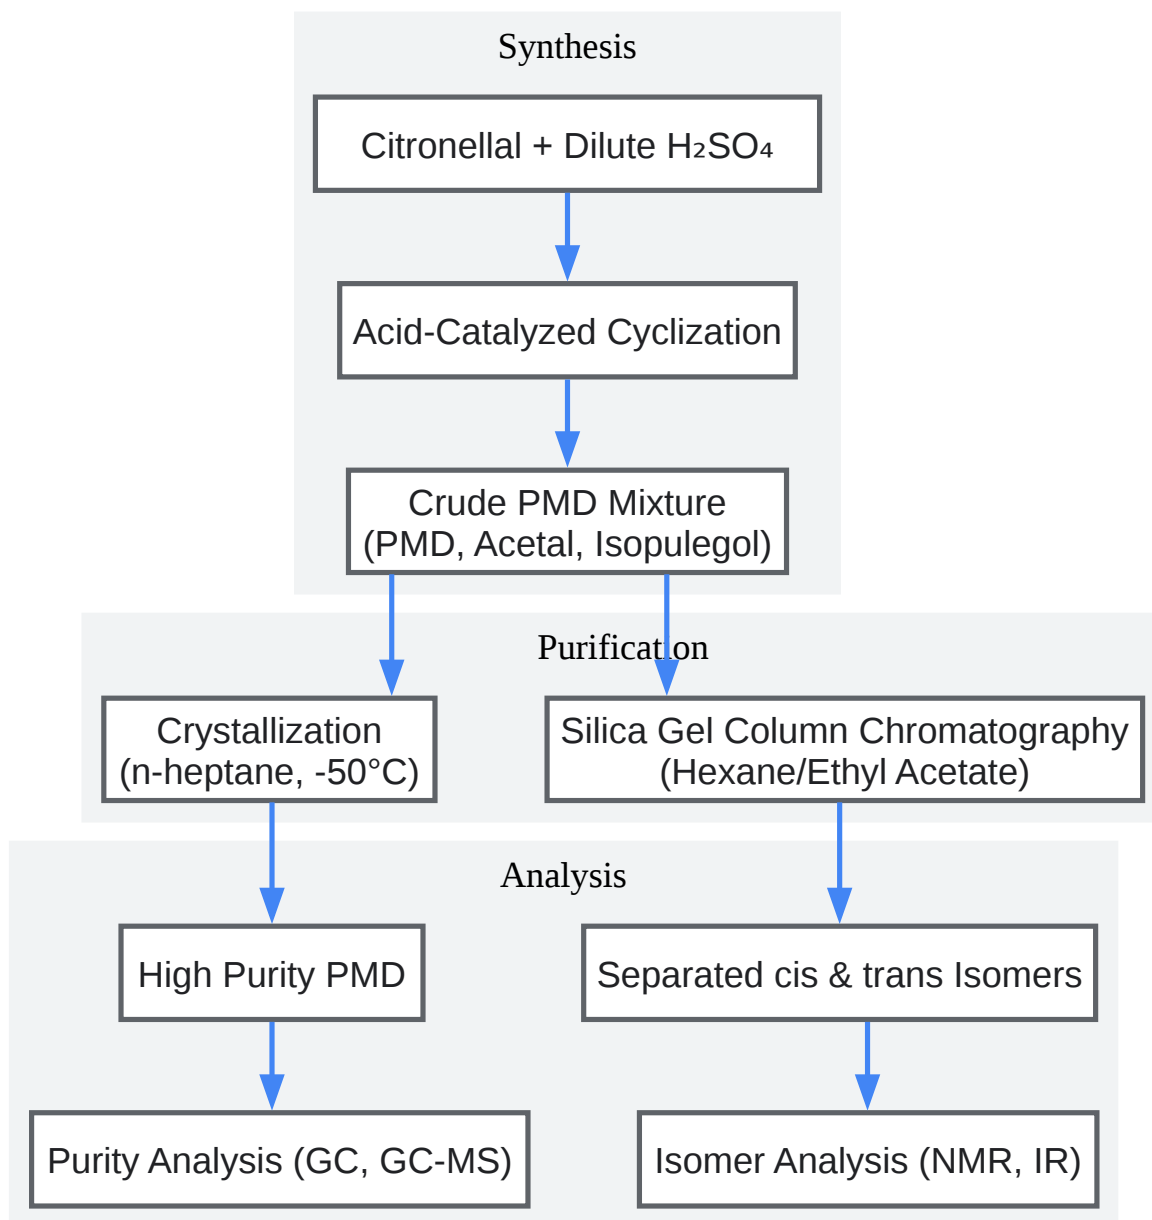 Synthesis
Citronellal + Dilute H₂SO₄
Acid-Catalyzed Cyclization
Crude PMD Mixture
(PMD, Acetal, Isopulegol)
Purification
Crystallization
(n-heptane, -50°C)
Silica Gel Column Chromatography
(Hexane/Ethyl Acetate)
Analysis
High Purity PMD
Separated cis & trans Isomers
Purity Analysis (GC, GC-MS)
Isomer Analysis (NMR, IR)